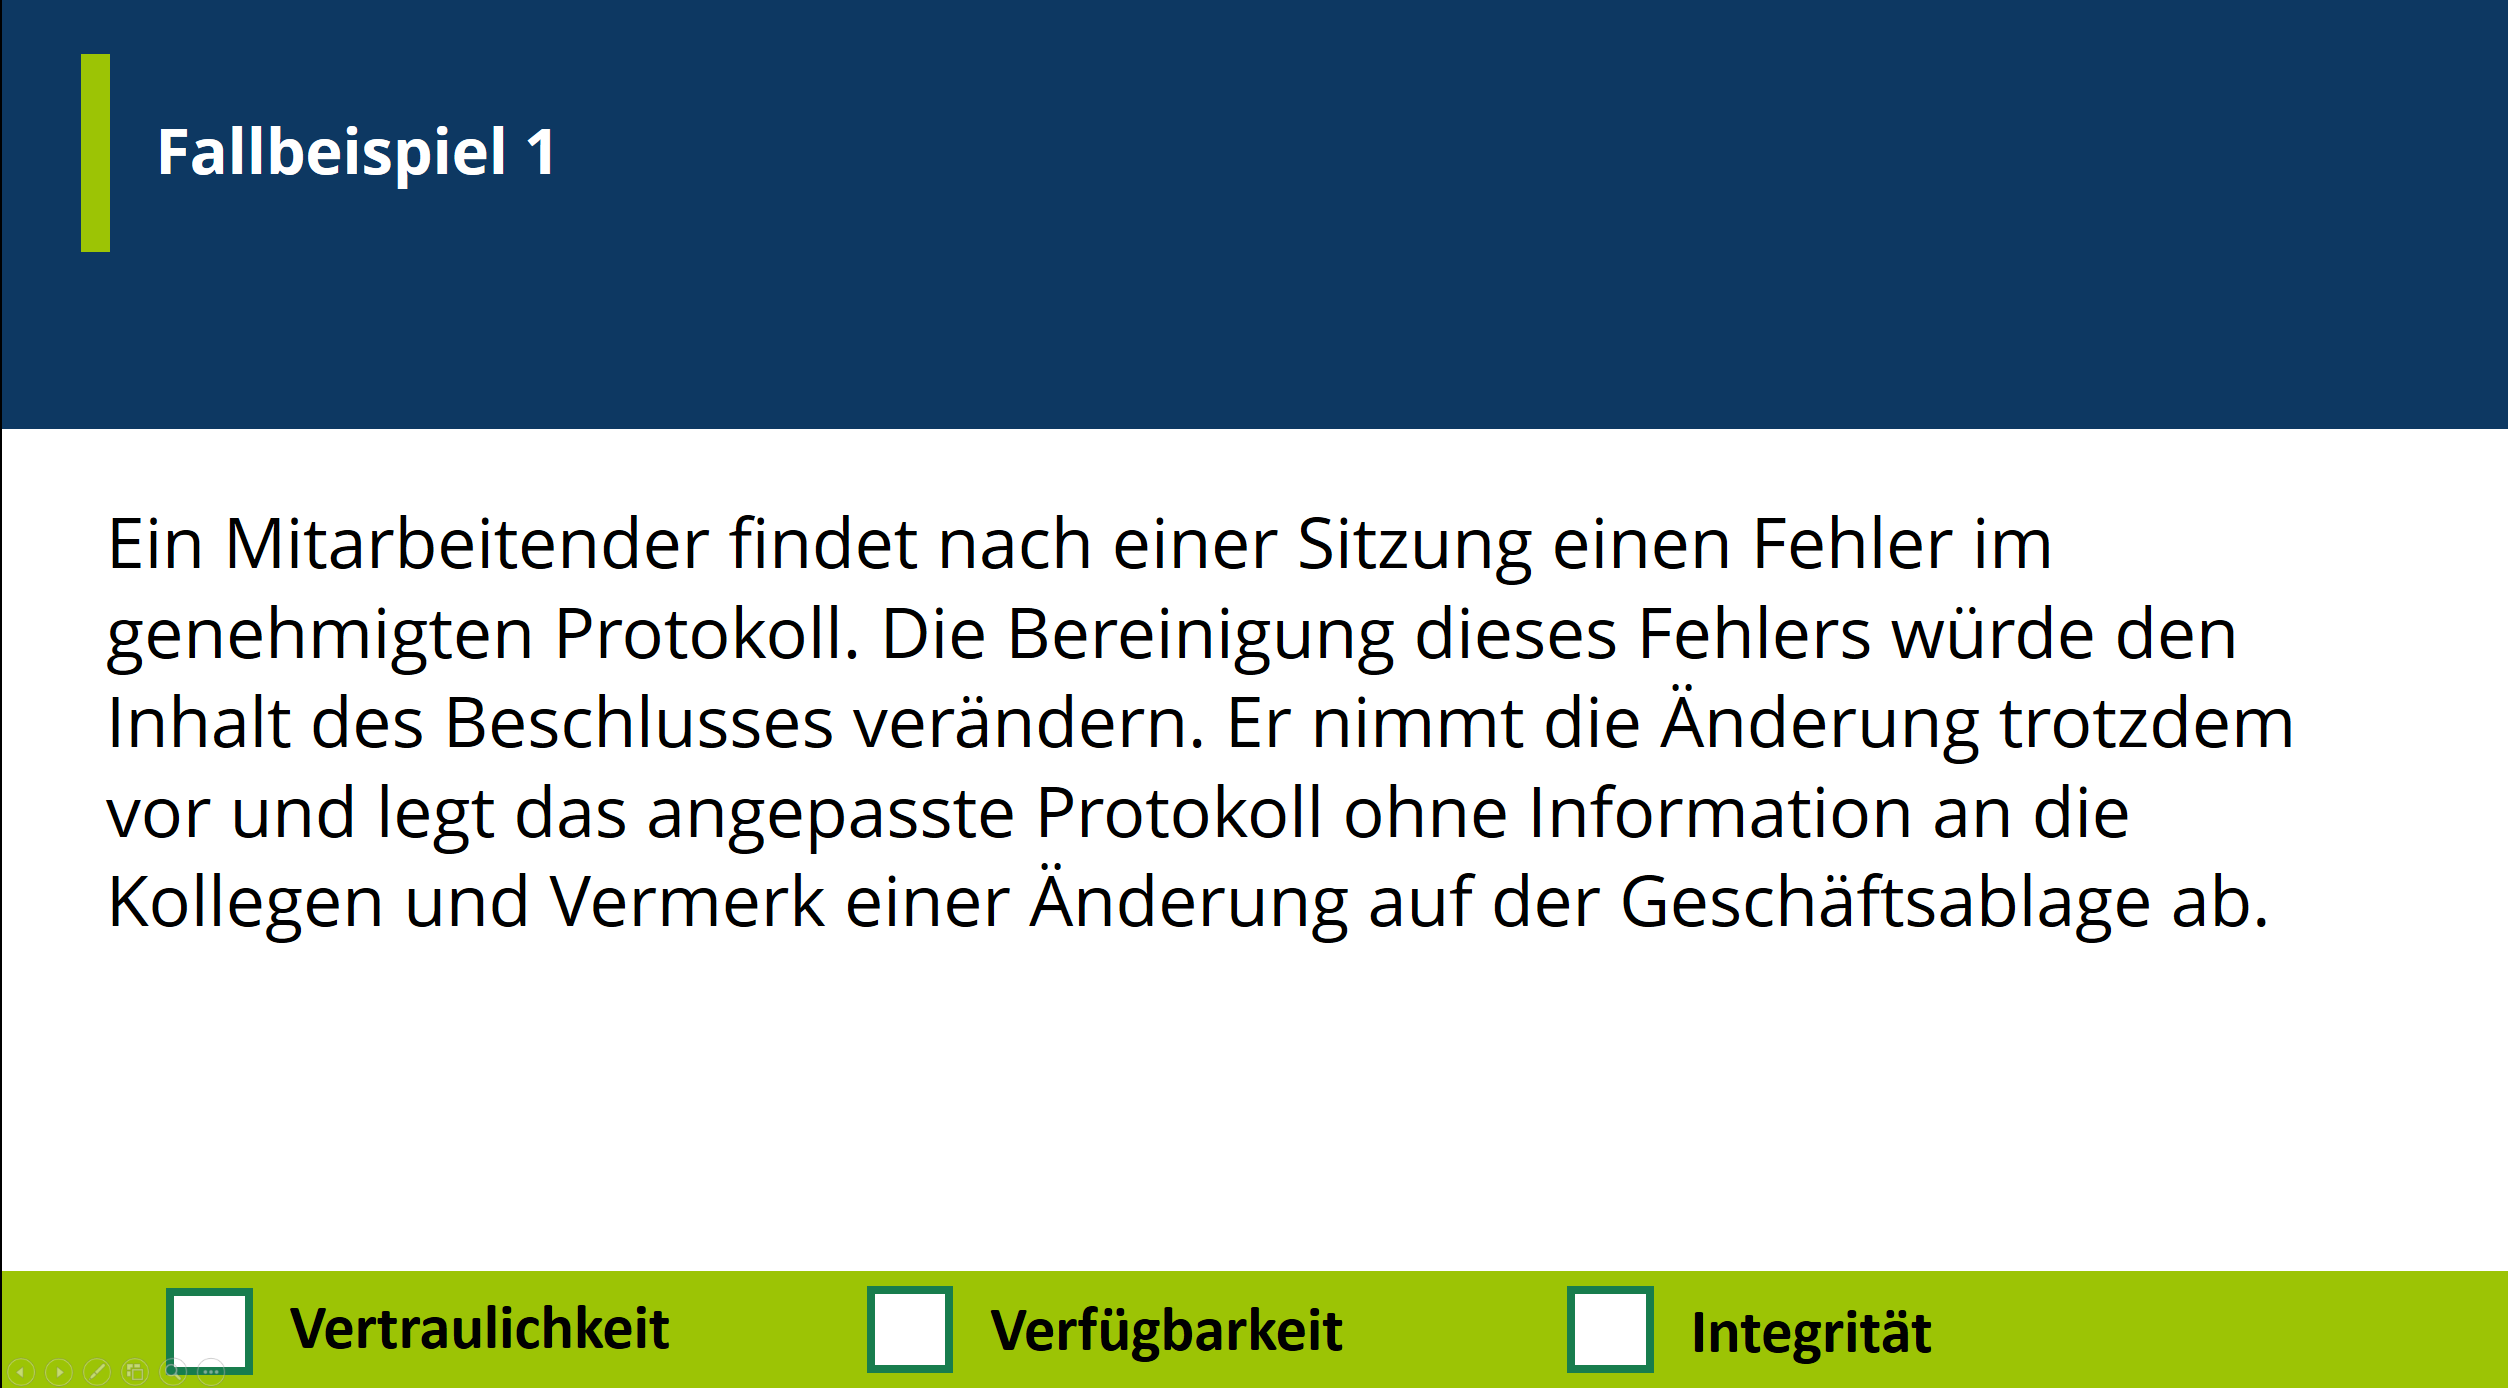 Fallbeispiel 1
Ein Mitarbeitender findet nach einer Sitzung einen Fehler im
genehmigten Protokoll. Die Bereinigung dieses Fehlers würde den
Inhalt des Beschlusses verändern. Er nimmt die Änderung trotzdem
vor und legt das angepasste Protokoll ohne Information an die
Kollegen und Vermerk einer Änderung auf der Geschäftsablage ab.
Vertraulichkeit
Verfügbarkeit
Integrität